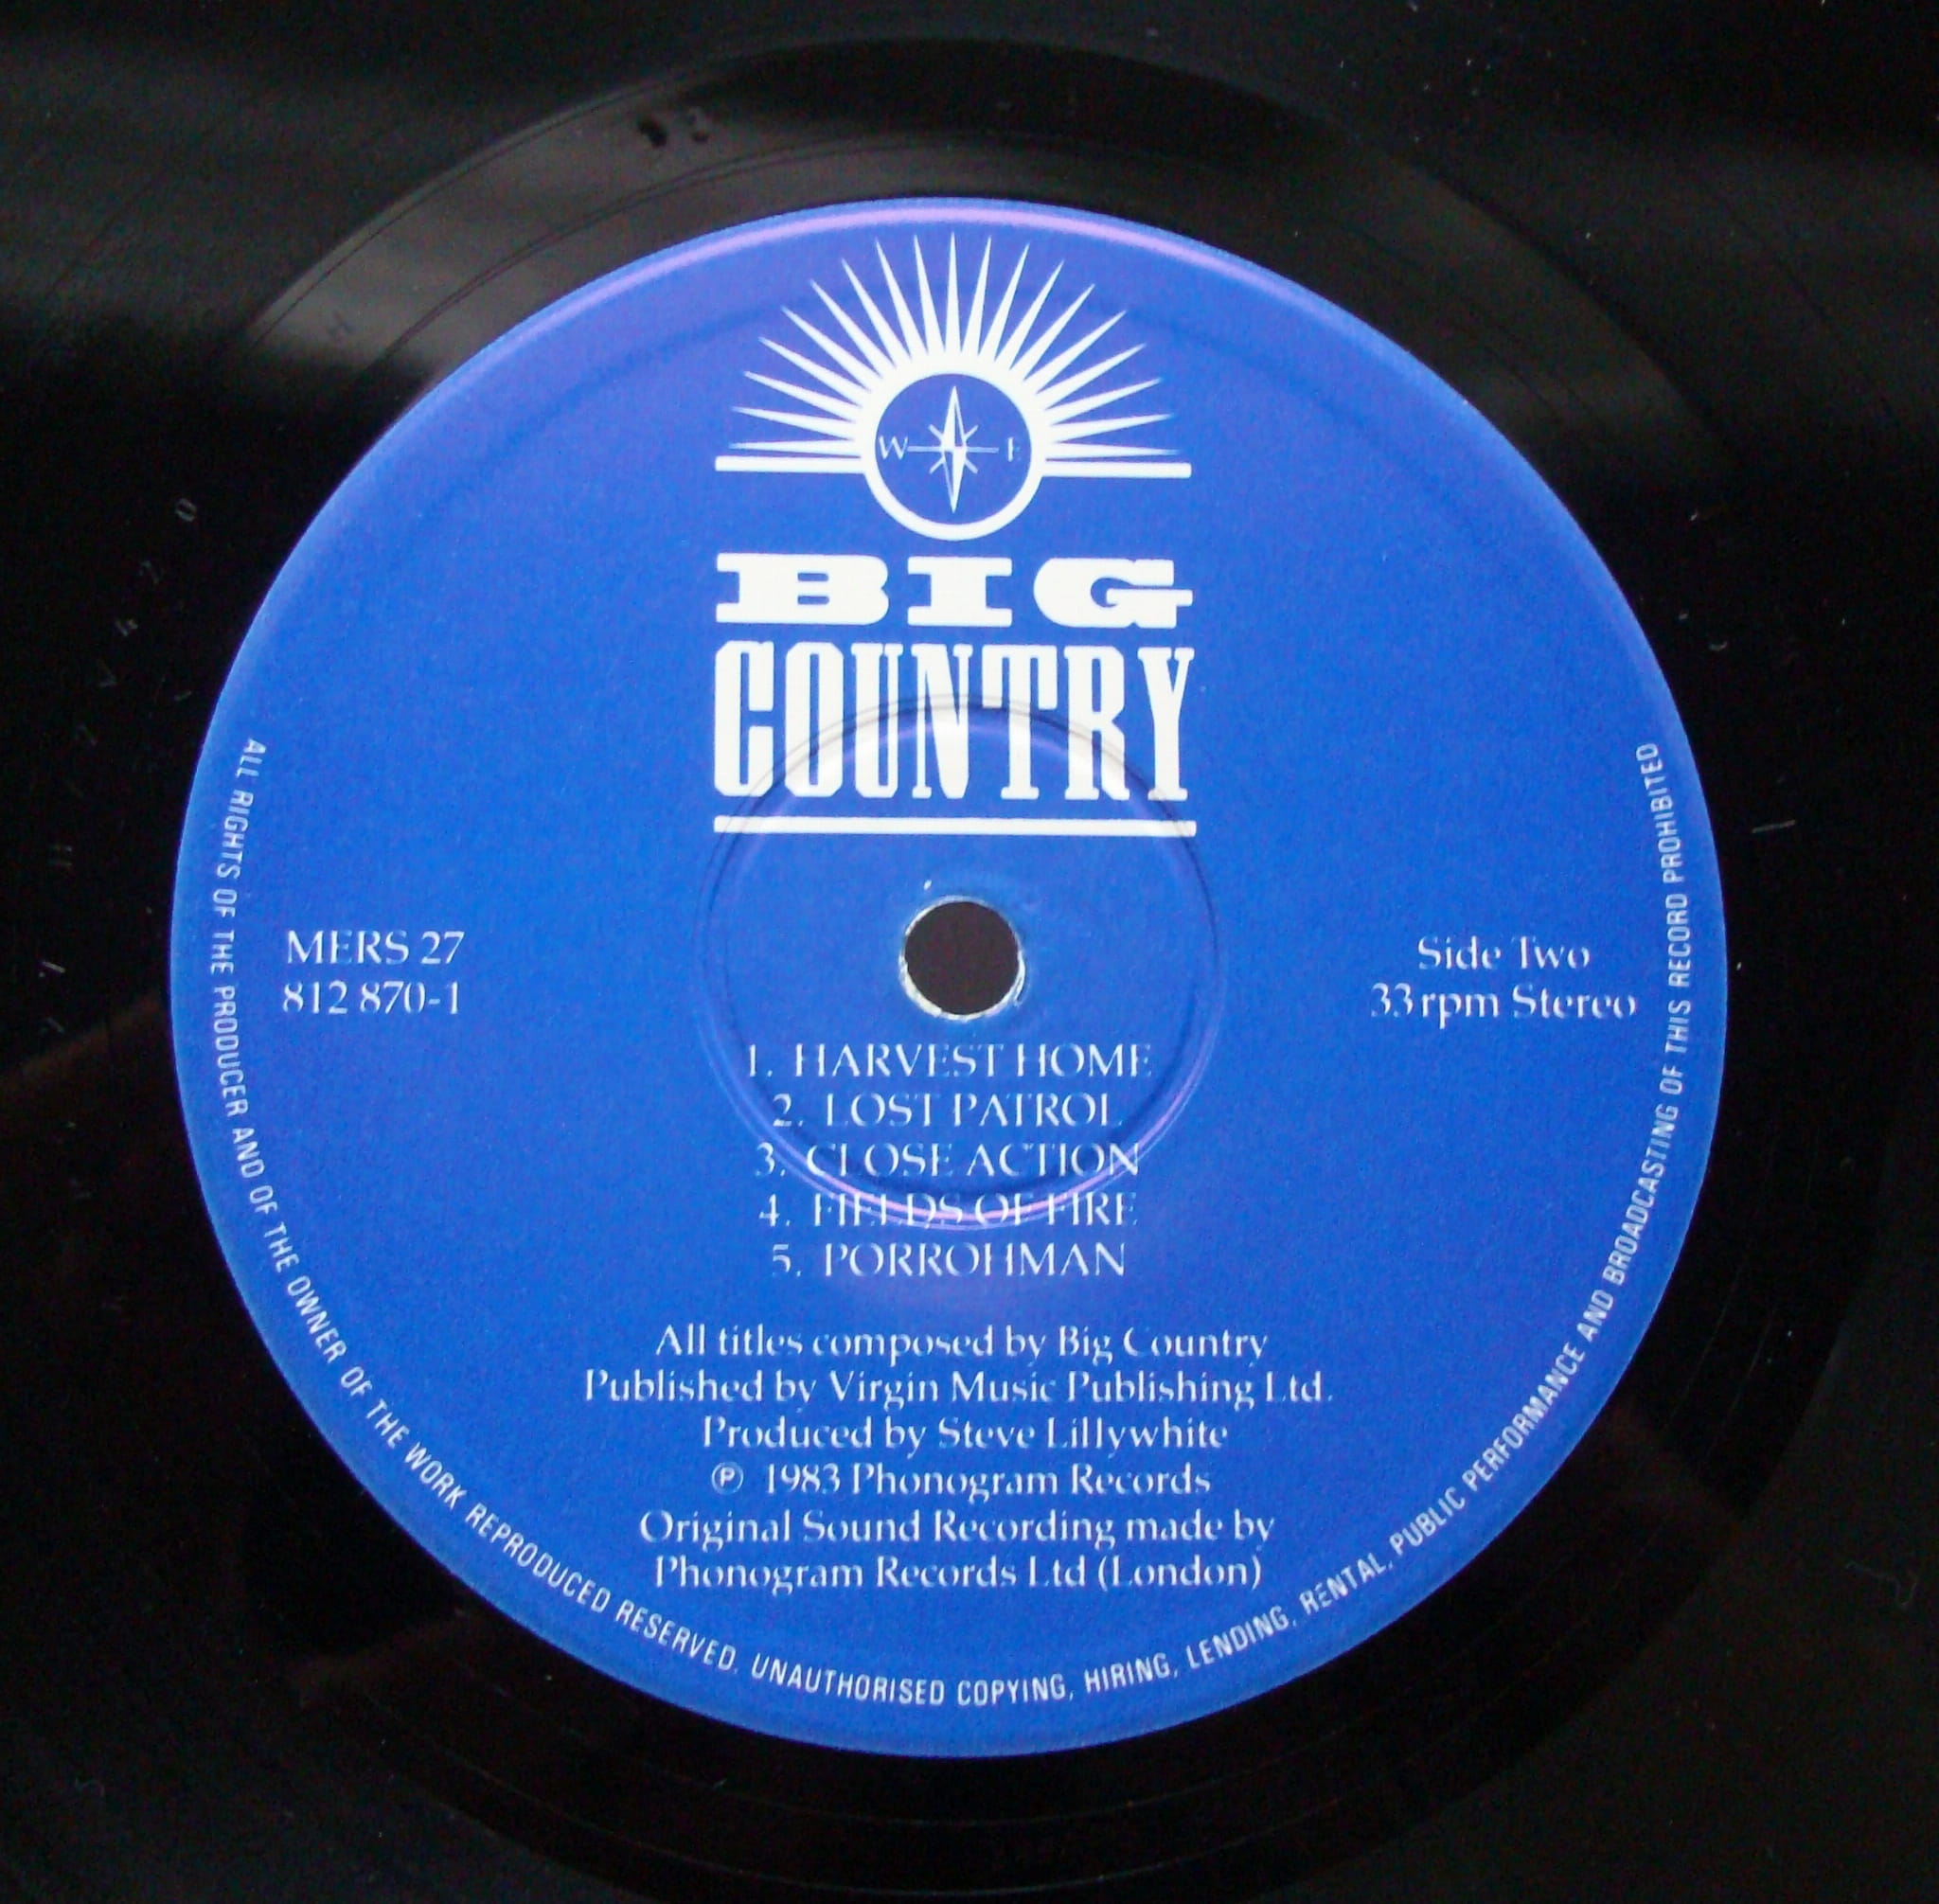 W E
BIG
COUNTRY
MERS 27
812 870-1
Side Two
33 rpm Stereo
1. HARVEST HOME
2. LOST PATROL
3. CLOSE ACTION
4. FIELDS OF FIRE
5. PORROHMAN
All titles composed by Big Country
Published by Virgin Music Publishing Ltd.
Produced by Steve Lillywhite
℗ 1983 Phonogram Records
Original Sound Recording made by
Phonogram Records Ltd (London)
ALL RIGHTS OF THE PRODUCER AND OF THE OWNER OF THE WORK REPRODUCED RESERVED. UNAUTHORISED COPYING, HIRING, LENDING, RENTAL, PUBLIC PERFORMANCE AND BROADCASTING OF THIS RECORD PROHIBITED